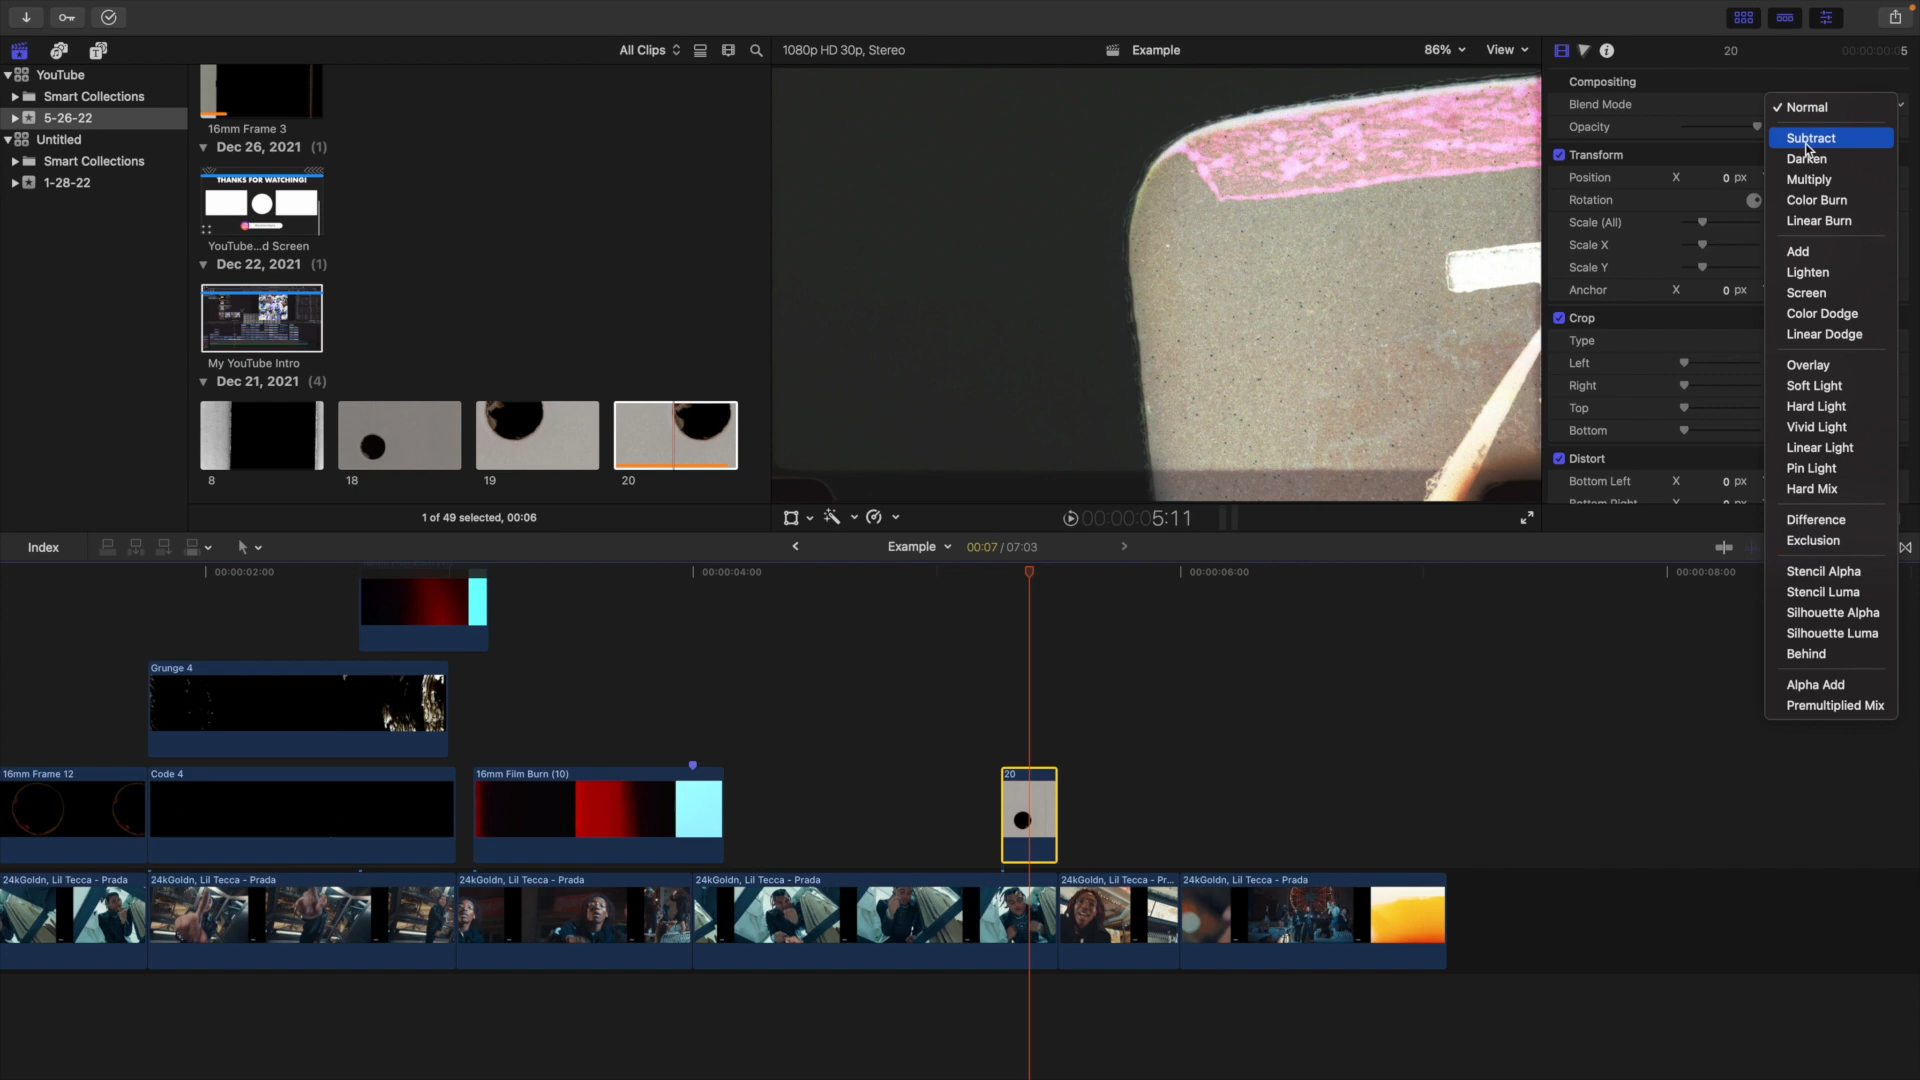 All Clips
1080p HD 30p, Stereo
Example
86%
View
20
00:00:00:05
YouTube
Smart Collections
5-26-22
Untitled
Smart Collections
1-28-22
16mm Frame 3
Dec 26, 2021 (1)
THANKS FOR WATCHING!
YouTube...d Screen
Dec 22, 2021 (1)
My YouTube Intro
Dec 21, 2021 (4)
8
18
19
20
1 of 49 selected, 00:06
00:00:05:11
Compositing
Blend Mode
Opacity
Transform
Position X 0 px
Rotation
Scale (All)
Scale X
Scale Y
Anchor X 0 px
Crop
Type
Left
Right
Top
Bottom
Distort
Bottom Left X 0 px
Bottom Right X 0 px
Normal
Subtract
Darken
Multiply
Color Burn
Linear Burn
Add
Lighten
Screen
Color Dodge
Linear Dodge
Overlay
Soft Light
Hard Light
Vivid Light
Linear Light
Pin Light
Hard Mix
Difference
Exclusion
Stencil Alpha
Stencil Luma
Silhouette Alpha
Silhouette Luma
Behind
Alpha Add
Premultiplied Mix
Index
Example
00:07 / 07:03
00:00:02:00
00:00:04:00
00:00:06:00
00:00:08:00
Grunge 4
16mm Frame 12
Code 4
16mm Film Burn (10)
20
24kGoldn, Lil Tecca - Prada
24kGoldn, Lil Tecca - Prada
24kGoldn, Lil Tecca - Prada
24kGoldn, Lil Tecca - Prada
24kGoldn, Lil Tecca - Pr...
24kGoldn, Lil Tecca - Prada